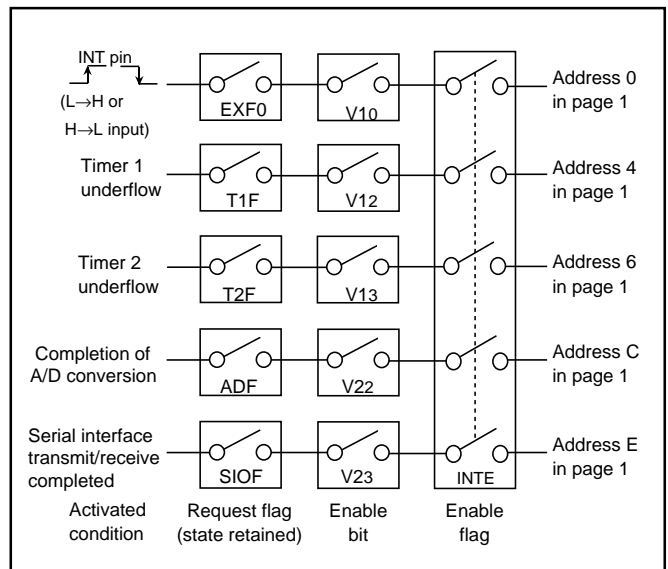 INT pin
(L→H or
H→L input)
EXF0
V10
Address 0
in page 1
Timer 1
underflow
T1F
V12
Address 4
in page 1
Timer 2
underflow
T2F
V13
Address 6
in page 1
Completion of
A/D conversion
ADF
V22
Address C
in page 1
Serial interface
transmit/receive
completed
SIOF
V23
INTE
Address E
in page 1
Activated
condition
Request flag
(state retained)
Enable
bit
Enable
flag